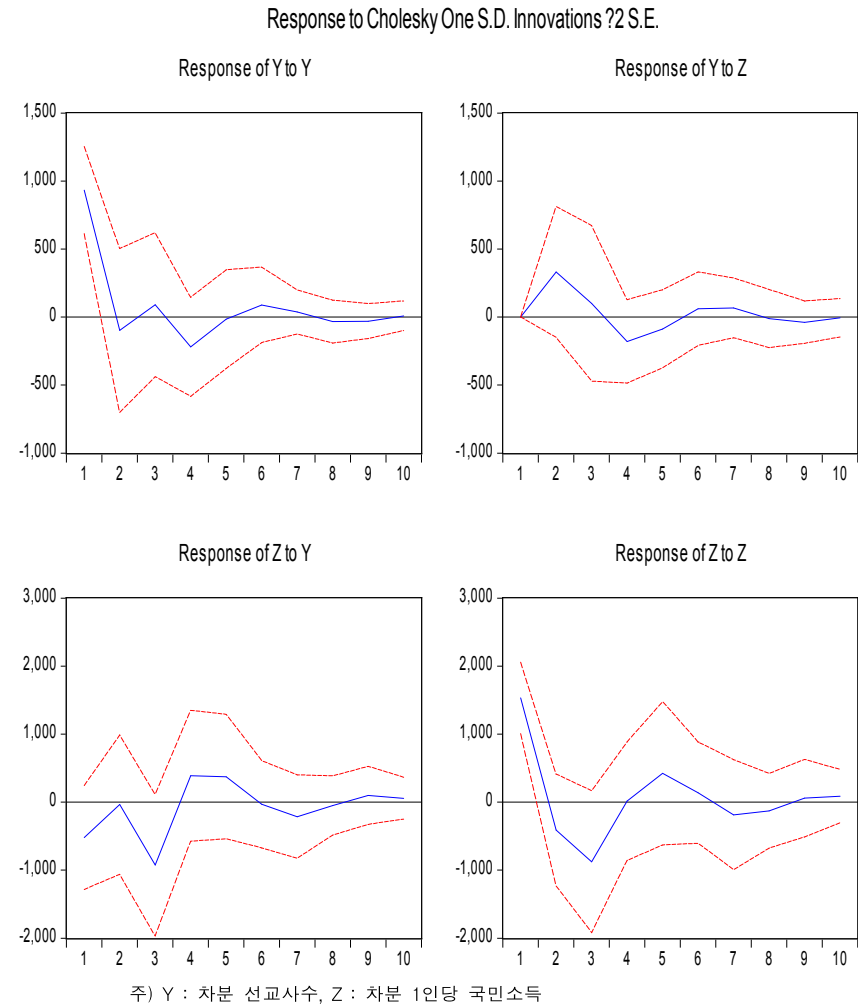 Response to Cholesky One S.D. Innovations ?2 S.E.
Response of Y to Y
1,500
1,000
500
0
-500
-1,000
1 2 3 4 5 6 7 8 9 10
Response of Y to Z
1,500
1,000
500
0
-500
-1,000
1 2 3 4 5 6 7 8 9 10
Response of Z to Y
3,000
2,000
1,000
0
-1,000
-2,000
1 2 3 4 5 6 7 8 9 10
Response of Z to Z
3,000
2,000
1,000
0
-1,000
-2,000
1 2 3 4 5 6 7 8 9 10
주) Y : 차분 선교사수, Z : 차분 1인당 국민소득